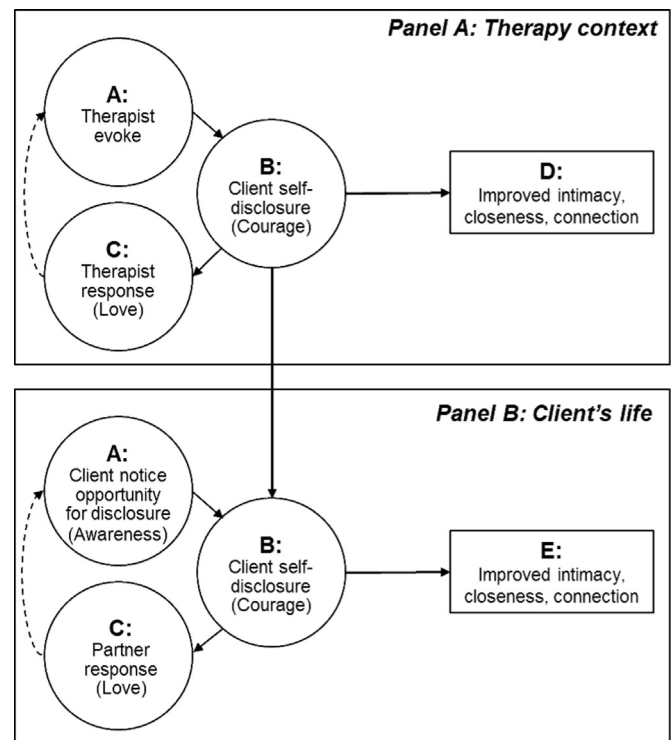 Panel A: Therapy context
A:
Therapist
evoke
B:
Client self-
disclosure
(Courage)
C:
Therapist
response
(Love)
D:
Improved intimacy,
closeness, connection
Panel B: Client's life
A:
Client notice
opportunity
for disclosure
(Awareness)
B:
Client self-
disclosure
(Courage)
C:
Partner
response
(Love)
E:
Improved intimacy,
closeness, connection